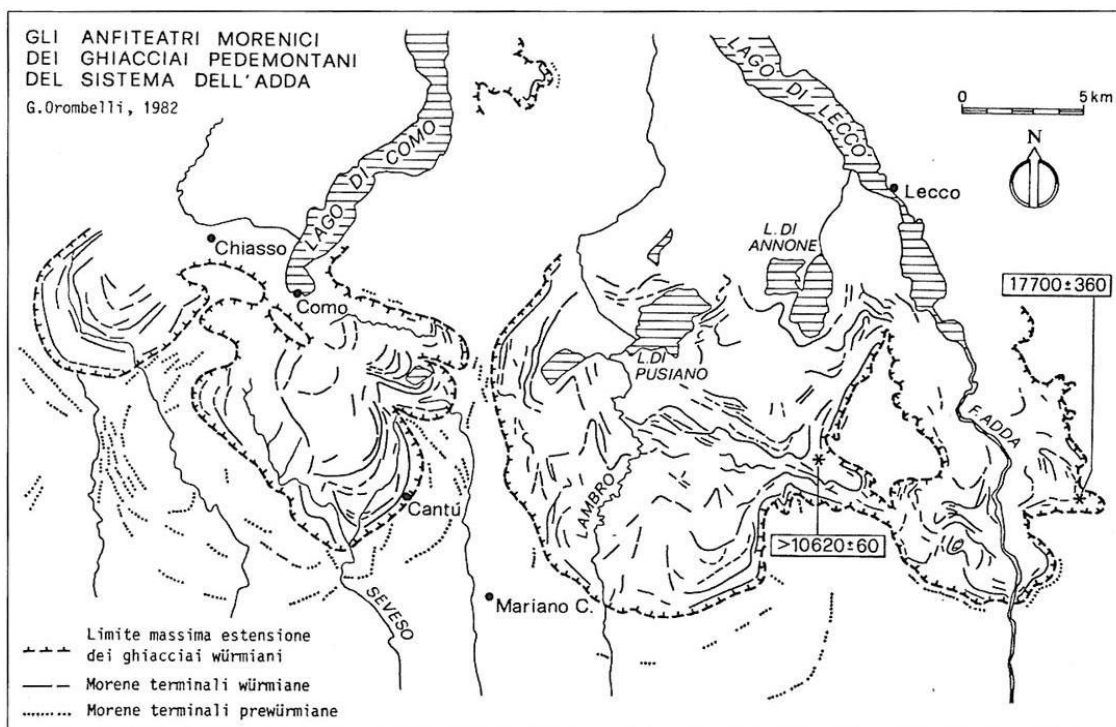 GLI ANFITEATRI MORENICI
DEI GHIACCIAI PEDEMONTANI
DEL SISTEMA DELL'ADDA
G.Orombelli, 1982
LAGO DI COMO
LAGO DI LECCO
0 5 km
N
Lecco
Chiasso
L. DI
ANNONE
17700±360
Como
L. DI
PUSIANO
F. ADDA
LAMBRO
Cantú
>10620±60
SEVESO
Mariano C.
Limite massima estensione
dei ghiacciai würmiani
Morene terminali würmiane
Morene terminali prewürmiane